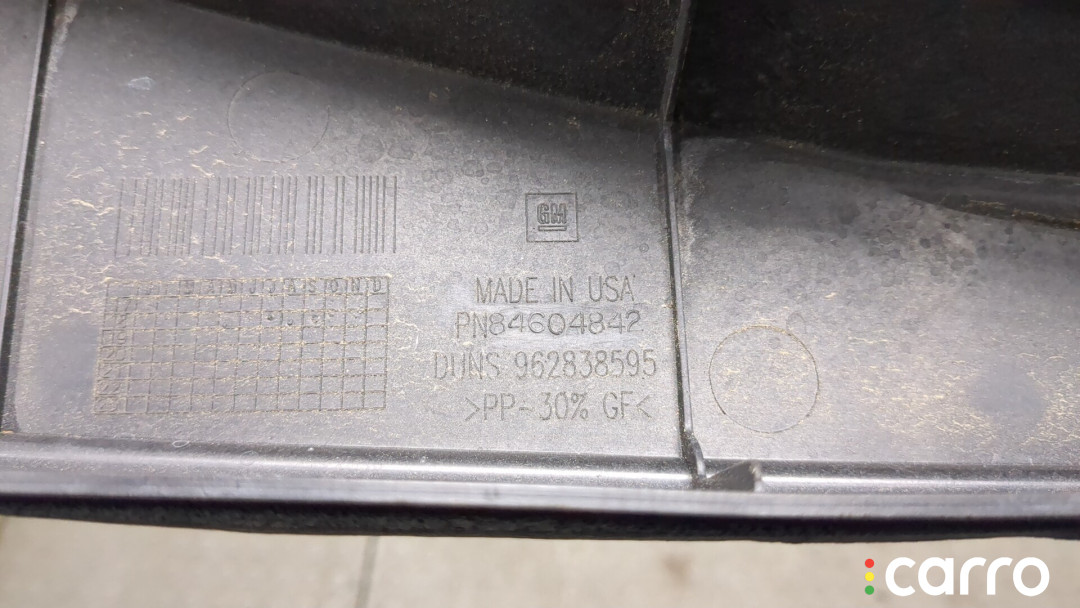 GM
MADE IN USA
PN84604842
DUNS 962838595
>PP-30% GF<
carro